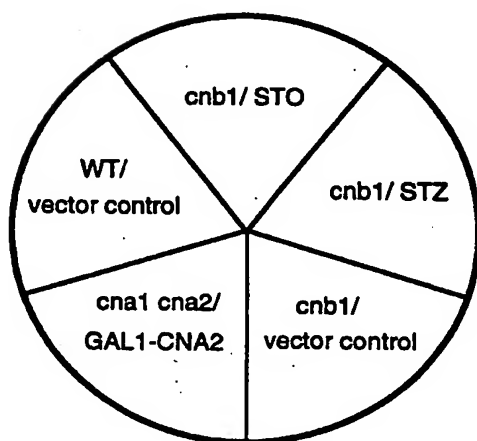 cnb1/ STO
WT/
vector control
cnb1/ STZ
cna1 cna2/
GAL1-CNA2
cnb1/
vector control